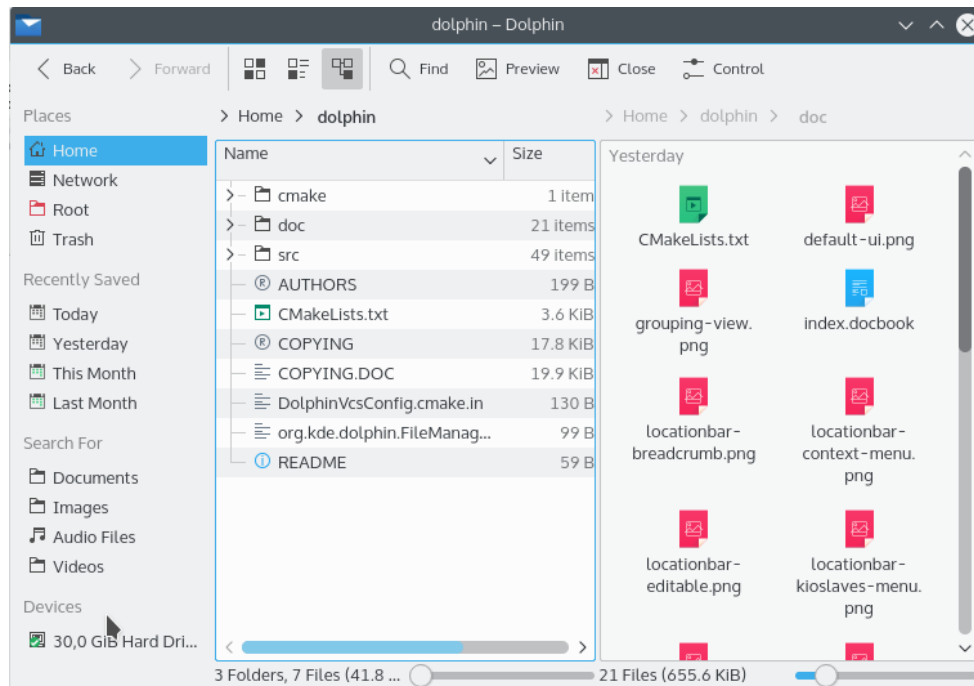 dolphin – Dolphin
Back Forward Find Preview Close Control
Places
Home
Network
Root
Trash
Recently Saved
Today
Yesterday
This Month
Last Month
Search For
Documents
Images
Audio Files
Videos
Devices
30,0 GiB Hard Dri...
Home dolphin
Name Size
cmake 1 item
doc 21 items
src 49 items
AUTHORS 199 B
CMakeLists.txt 3.6 KiB
COPYING 17.8 KiB
COPYING.DOC 19.9 KiB
DolphinVcsConfig.cmake.in 130 B
org.kde.dolphin.FileManag... 99 B
README 59 B
3 Folders, 7 Files (41.8 ...
Home dolphin doc
Yesterday
CMakeLists.txt
default-ui.png
grouping-view.
png
index.docbook
locationbar-
breadcrumb.png
locationbar-
context-menu.
png
locationbar-
editable.png
locationbar-
kioslaves-menu.
png
21 Files (655.6 KiB)